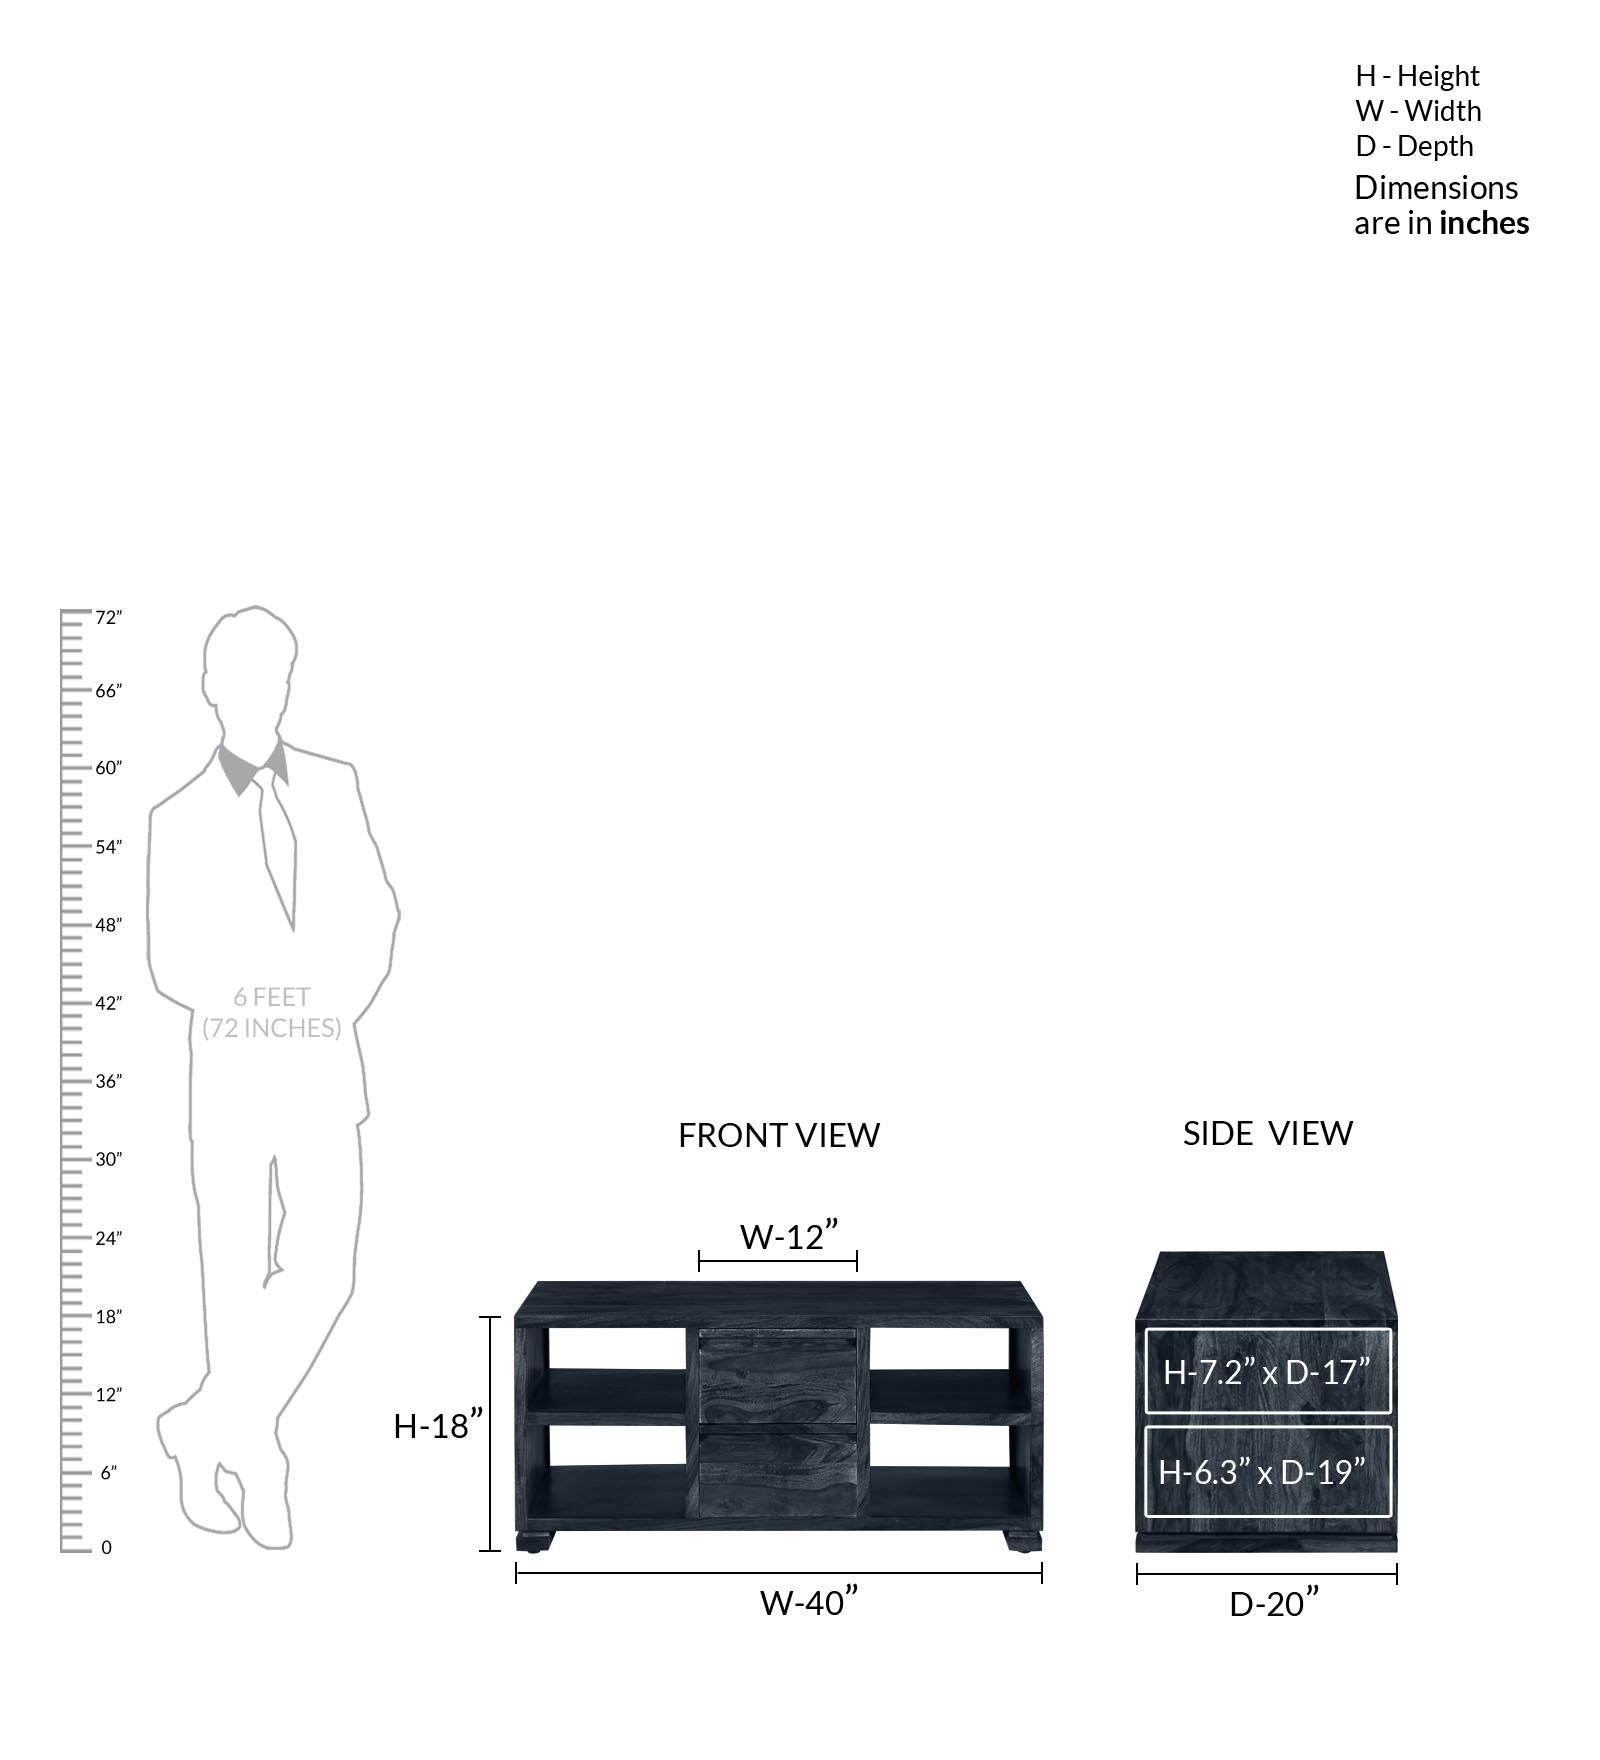 H - Height
W - Width
D - Depth
Dimensions
are in inches
72”
66”
60”
54”
48”
42”
36”
30”
24”
18”
12”
6”
0
6 FEET
(72 INCHES)
FRONT VIEW
W-12”
H-18”
W-40”
SIDE VIEW
H-7.2” x D-17”
H-6.3” x D-19”
D-20”